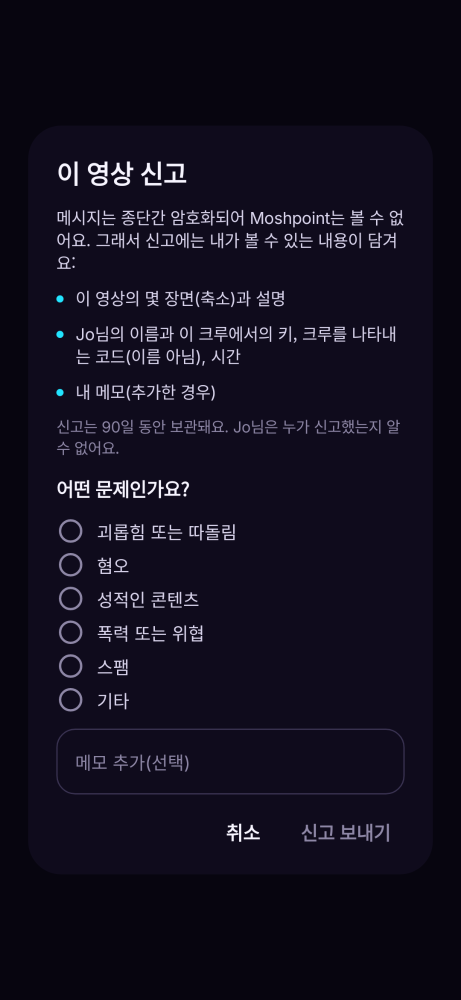 이 영상 신고
메시지는 종단간 암호화되어 Moshpoint는 볼 수 없
어요. 그래서 신고에는 내가 볼 수 있는 내용이 담겨
요:
이 영상의 몇 장면(축소)과 설명
Jo님의 이름과 이 크루에서의 키, 크루를 나타내
는 코드(이름 아님), 시간
내 메모(추가한 경우)
신고는 90일 동안 보관돼요. Jo님은 누가 신고했는지 알
수 없어요.
어떤 문제인가요?
괴롭힘 또는 따돌림
혐오
성적인 콘텐츠
폭력 또는 위협
스팸
기타
메모 추가(선택)
취소
신고 보내기